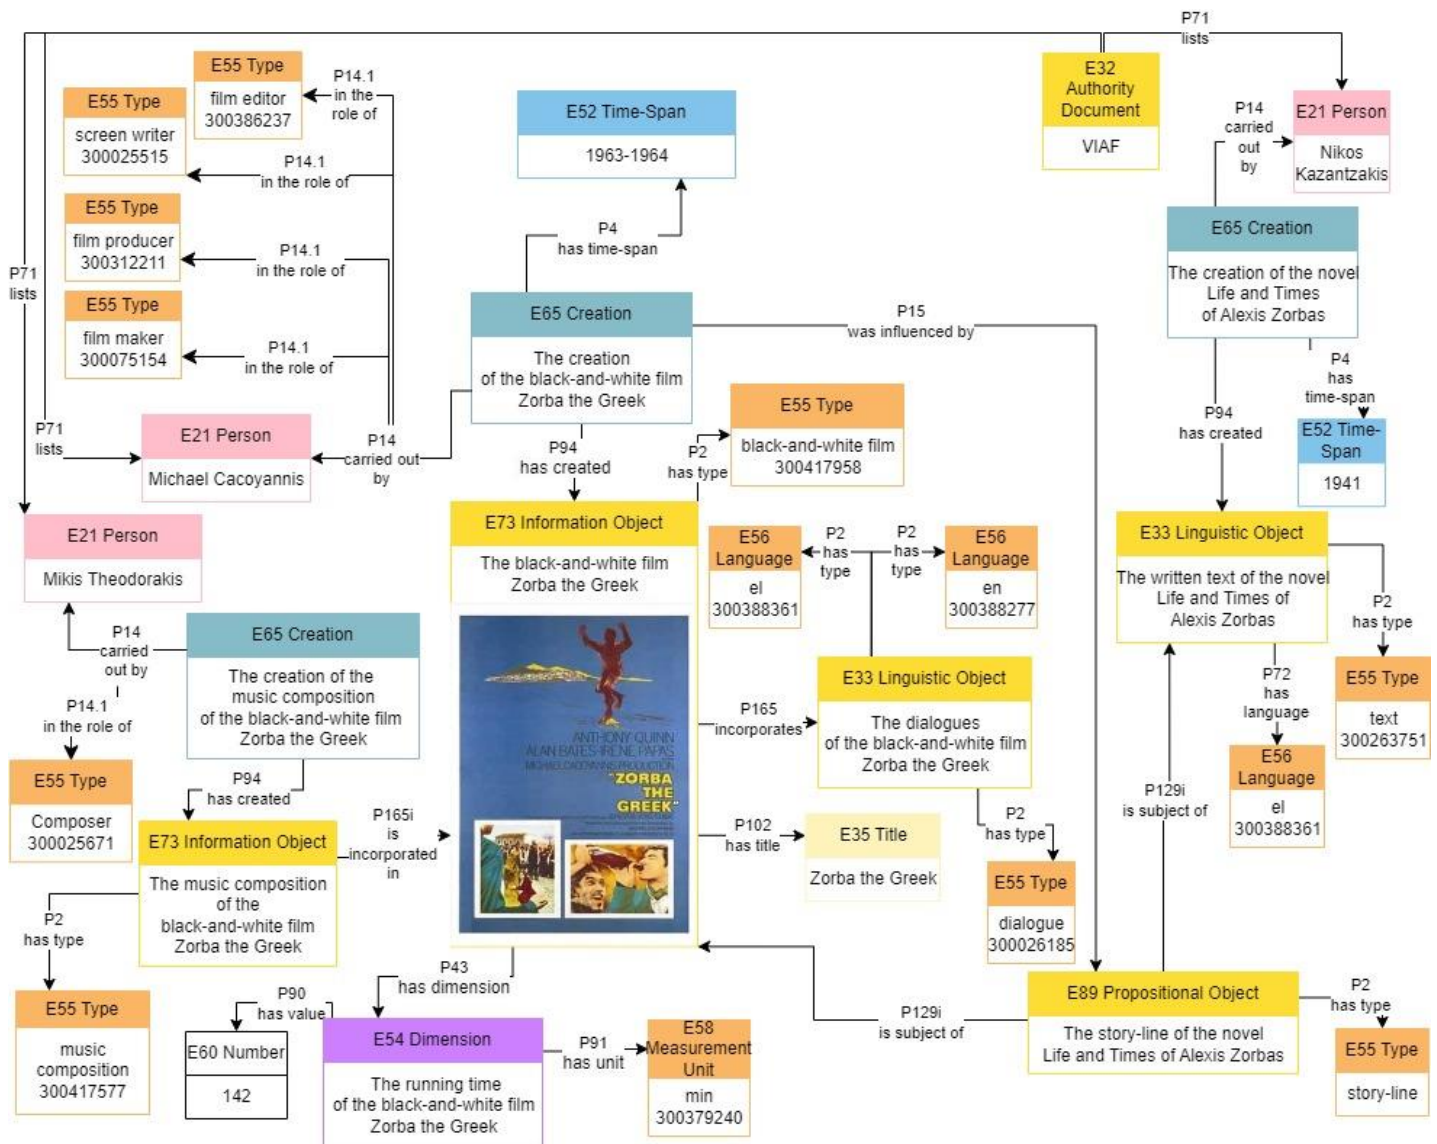 P71
lists
E55 Type
film editor
300386237
P14.1
in the
role of
E55 Type
screen writer
300025515
P14.1
in the role of
E55 Type
film producer
300312211
P14.1
in the role of
E55 Type
film maker
300075154
P14.1
in the role of
P71
lists
P71
lists
E52 Time-Span
1963-1964
P4
has time-span
E32
Authority
Document
VIAF
P14
carried
out
by
E21 Person
Nikos
Kazantzakis
E65 Creation
The creation of the novel
Life and Times
of Alexis Zorbas
P4
has
time-span
E52 Time-
Span
1941
P94
has created
E65 Creation
The creation
of the black-and-white film
Zorba the Greek
P15
was influenced by
E21 Person
Michael Cacoyannis
P14
carried out
by
P94
has created
P2
has type
E55 Type
black-and-white film
300417958
E21 Person
Mikis Theodorakis
E73 Information Object
The black-and-white film
Zorba the Greek
E56
Language
el
300388361
P2
has
type
P2
has
type
E56
Language
en
300388277
E33 Linguistic Object
The written text of the novel
Life and Times of
Alexis Zorbas
P2
has type
E55 Type
text
300263751
P72
has
language
E56
Language
el
300388361
P129i
is subject of
P14
carried
out by
E65 Creation
The creation of the
music composition
of the black-and-white film
Zorba the Greek
P14.1
in the role of
E55 Type
Composer
300025671
P94
has created
ANTHONY QUINN
ALAN BATES·IRENE PAPAS
MICHAEL CACOYANNIS PRODUCTION
"ZORBA
THE
GREEK"
P165
incorporates
E33 Linguistic Object
The dialogues
of the black-and-white film
Zorba the Greek
P102
has title
E35 Title
Zorba the Greek
P2
has type
E55 Type
dialogue
300026185
E73 Information Object
The music composition
of the
black-and-white film
Zorba the Greek
P165i
is
incorporated
in
P2
has type
E55 Type
music
composition
300417577
P43
has dimension
P90
has value
E60 Number
142
E54 Dimension
The running time
of the black-and-white film
Zorba the Greek
P91
has unit
E58
Measurement
Unit
min
300379240
P129i
is subject of
E89 Propositional Object
The story-line of the novel
Life and Times of Alexis Zorbas
P2
has type
E55 Type
story-line